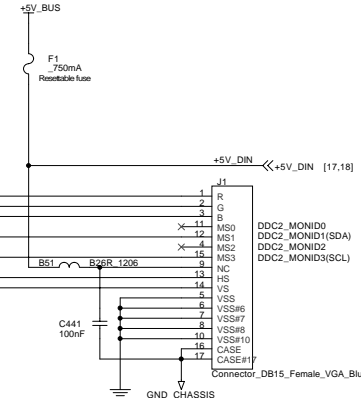 +5V_BUS
F1
_750mA
Resettable fuse
+5V_DIN
+5V_DIN [17,18]
J1
1 R
2 G
3 B
11 MS0 DDC2_MONID0
12 MS1 DDC2_MONID1(SDA)
4 MS2 DDC2_MONID2
15 MS3 DDC2_MONID3(SCL)
B51 B26R_1206 9 NC
13 HS
14 VS
5 VSS
6 VSS#6
7 VSS#7
8 VSS#8
10 VSS#10
16 CASE
17 CASE#17
C441
100nF
Connector_DB15_Female_VGA_Blu
GND_CHASSIS